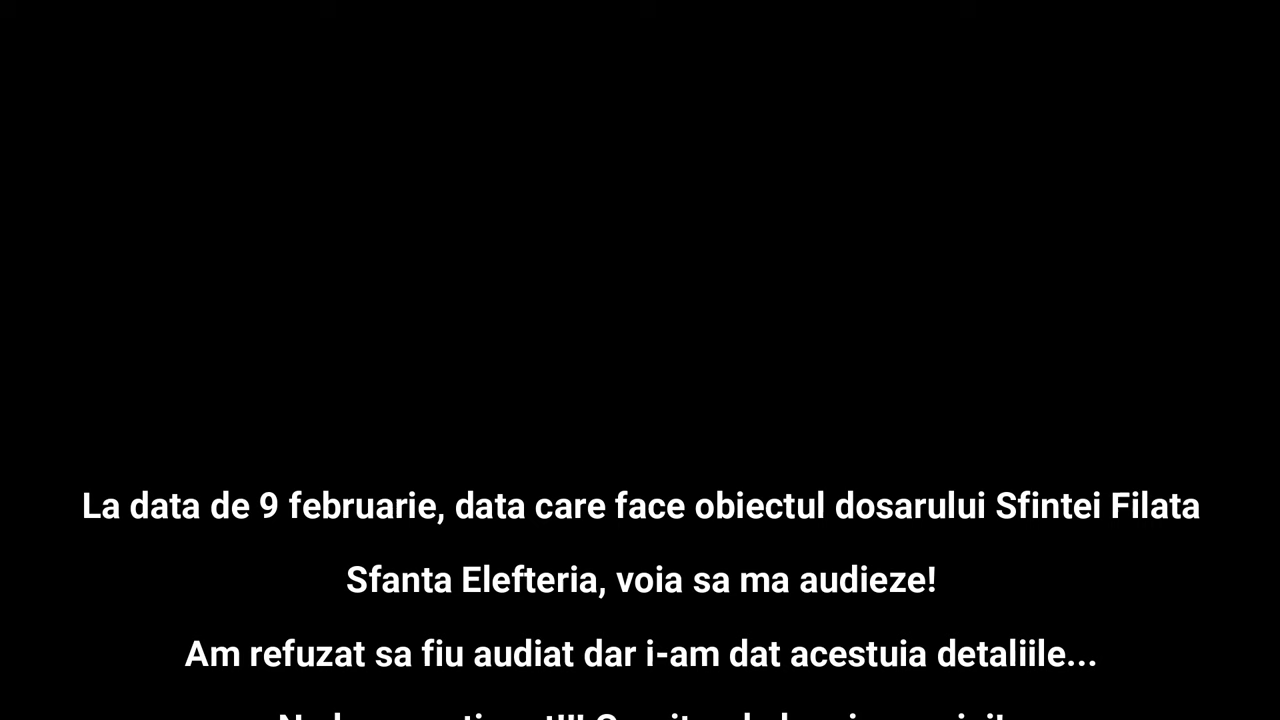 La data de 9 februarie, data care face obiectul dosarului Sfintei Filata
Sfanta Elefteria, voia sa ma audieze!
Am refuzat sa fiu audiat dar i-am dat acestuia detaliile...